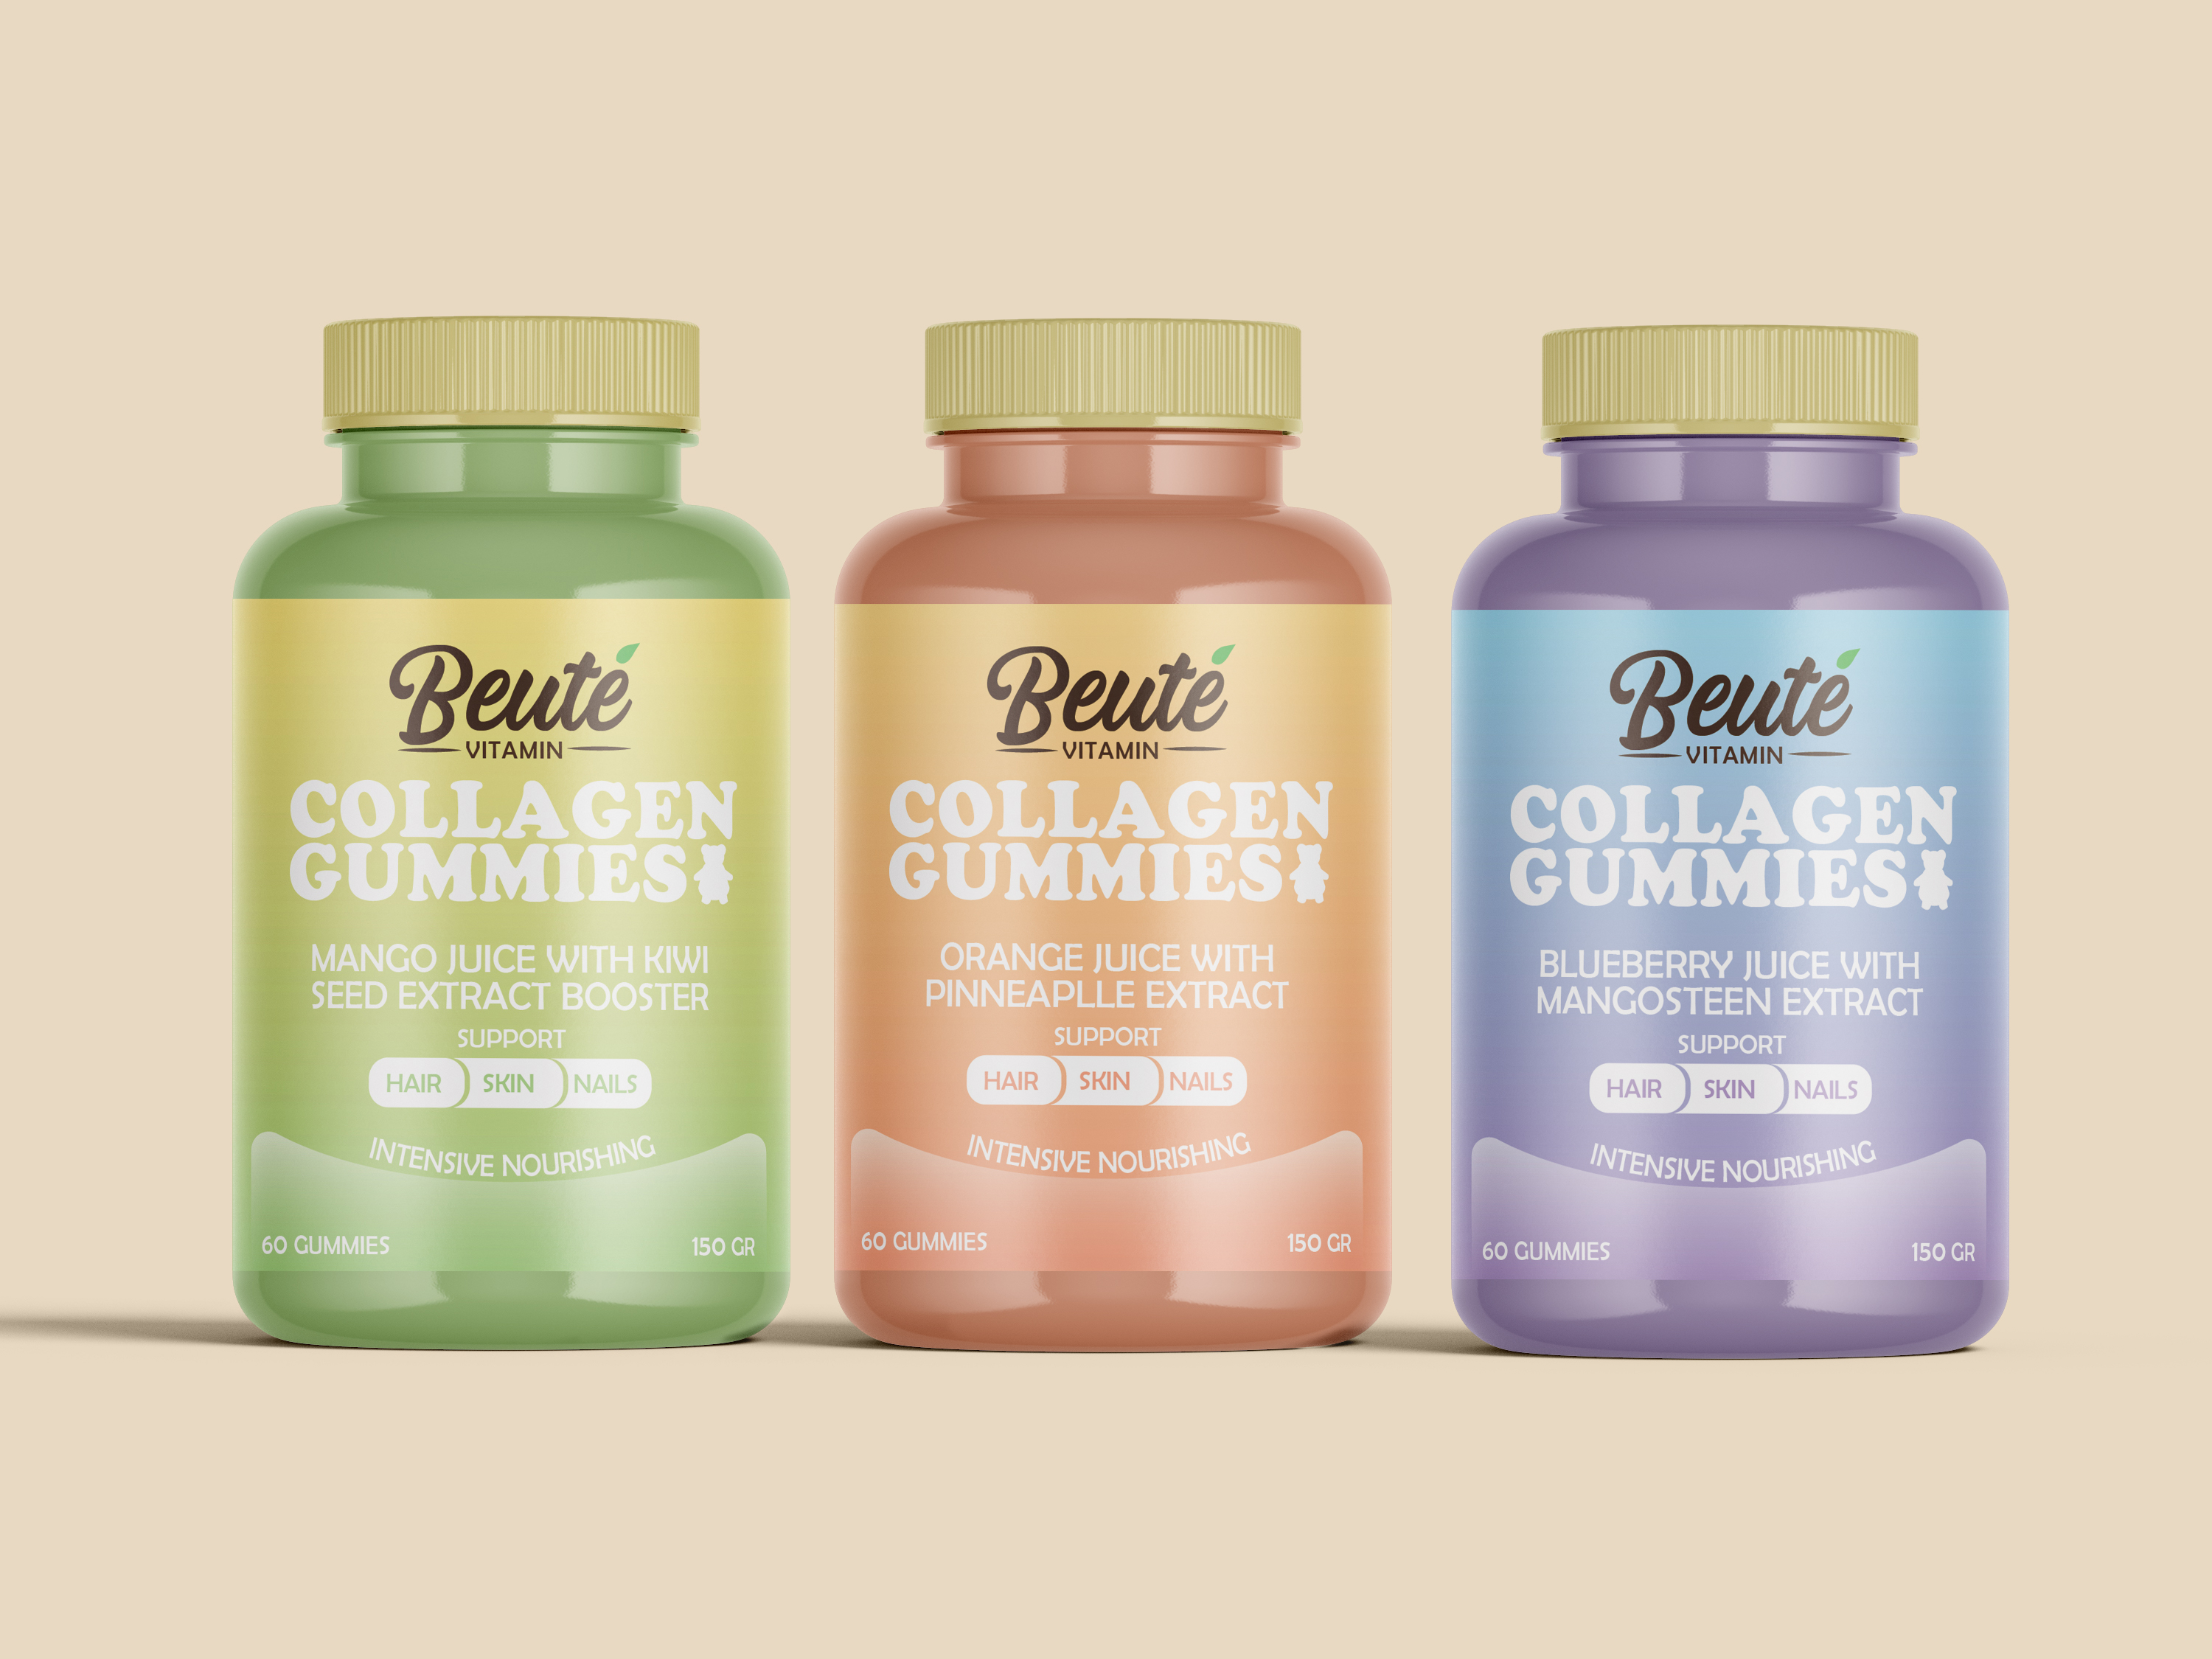 Beuté
VITAMIN
COLLAGEN
GUMMIES
MANGO JUICE WITH KIWI
SEED EXTRACT BOOSTER
SUPPORT
HAIR SKIN NAILS
INTENSIVE NOURISHING
60 GUMMIES 150 GR
Beuté
VITAMIN
COLLAGEN
GUMMIES
ORANGE JUICE WITH
PINNEAPLLE EXTRACT
SUPPORT
HAIR SKIN NAILS
INTENSIVE NOURISHING
60 GUMMIES 150 GR
Beuté
VITAMIN
COLLAGEN
GUMMIES
BLUEBERRY JUICE WITH
MANGOSTEEN EXTRACT
SUPPORT
HAIR SKIN NAILS
INTENSIVE NOURISHING
60 GUMMIES 150 GR